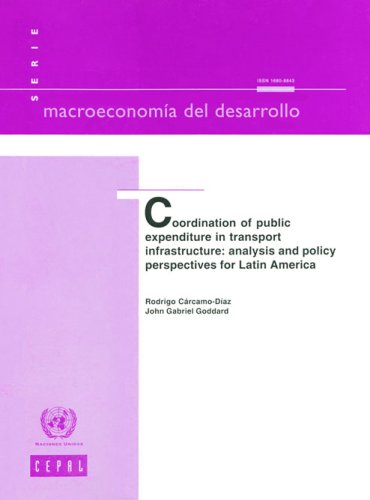 SERIE
ISSN 1680-8843
macroeconomía del desarrollo
Coordination of public
expenditure in transport
infrastructure: analysis and policy
perspectives for Latin America
Rodrigo Cárcamo-Díaz
John Gabriel Goddard
NACIONES UNIDAS
CEPAL